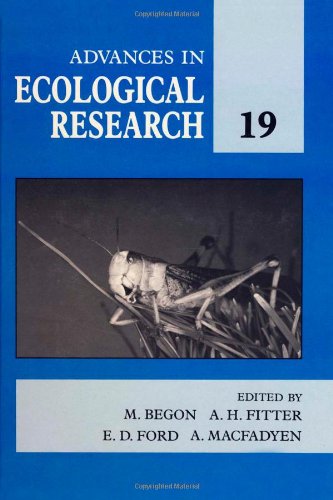 ADVANCES IN
ECOLOGICAL
RESEARCH
19
EDITED BY
M. BEGON A. H. FITTER
E. D. FORD A. MACFADYEN